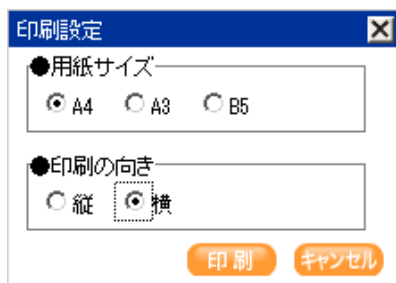 印刷設定
●用紙サイズ
A4 A3 B5
●印刷の向き
縦 横
印刷 キャンセル